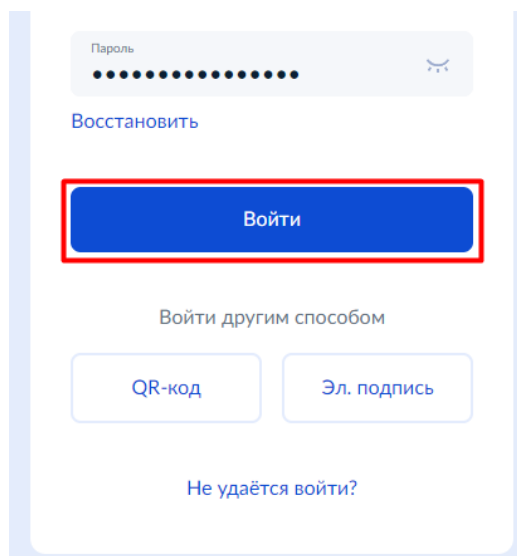 Пароль
••••••••••••••••
Восстановить
Войти
Войти другим способом
QR-код
Эл. подпись
Не удаётся войти?